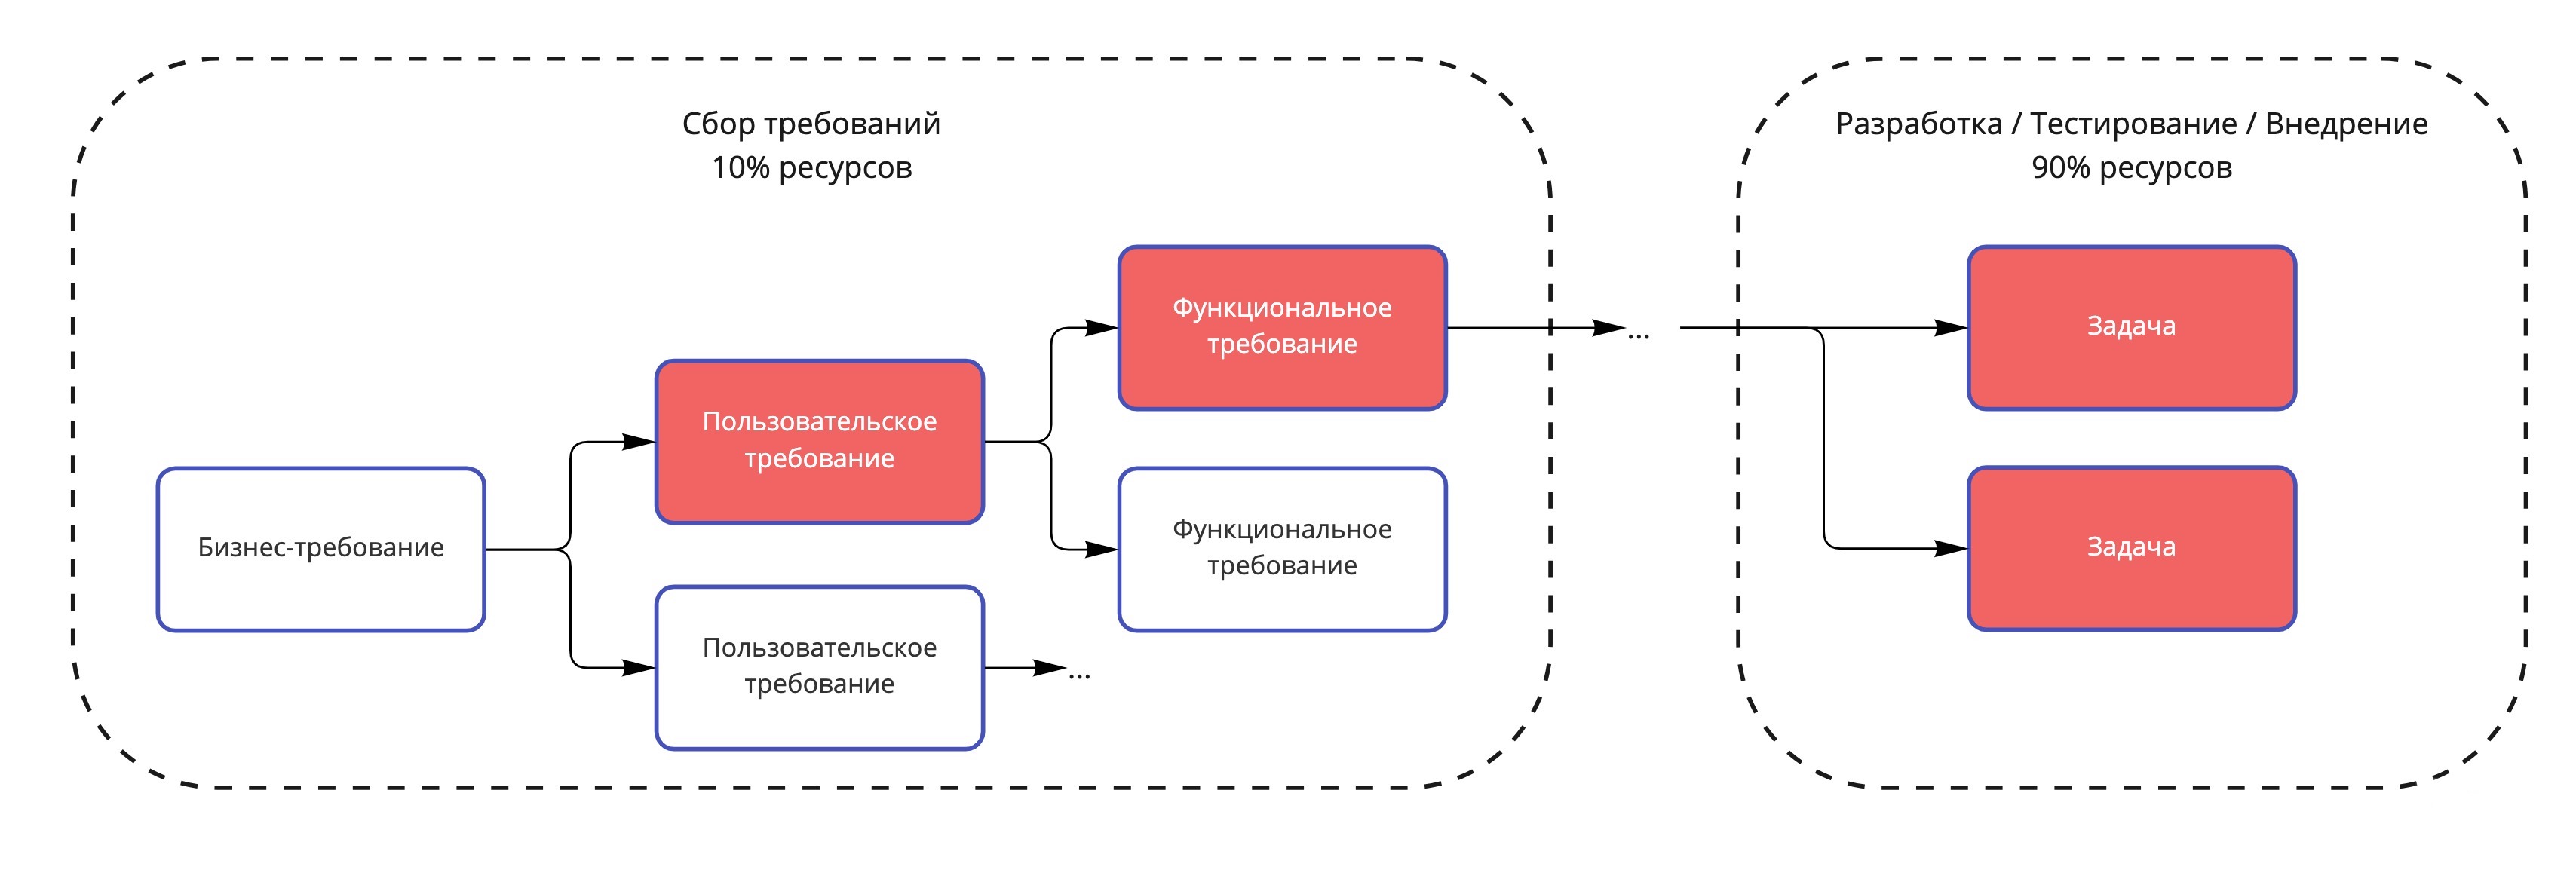 Сбор требований
10% ресурсов
Бизнес-требование
Пользовательское
требование
Пользовательское
требование
...
Функциональное
требование
Функциональное
требование
...
Разработка / Тестирование / Внедрение
90% ресурсов
Задача
Задача